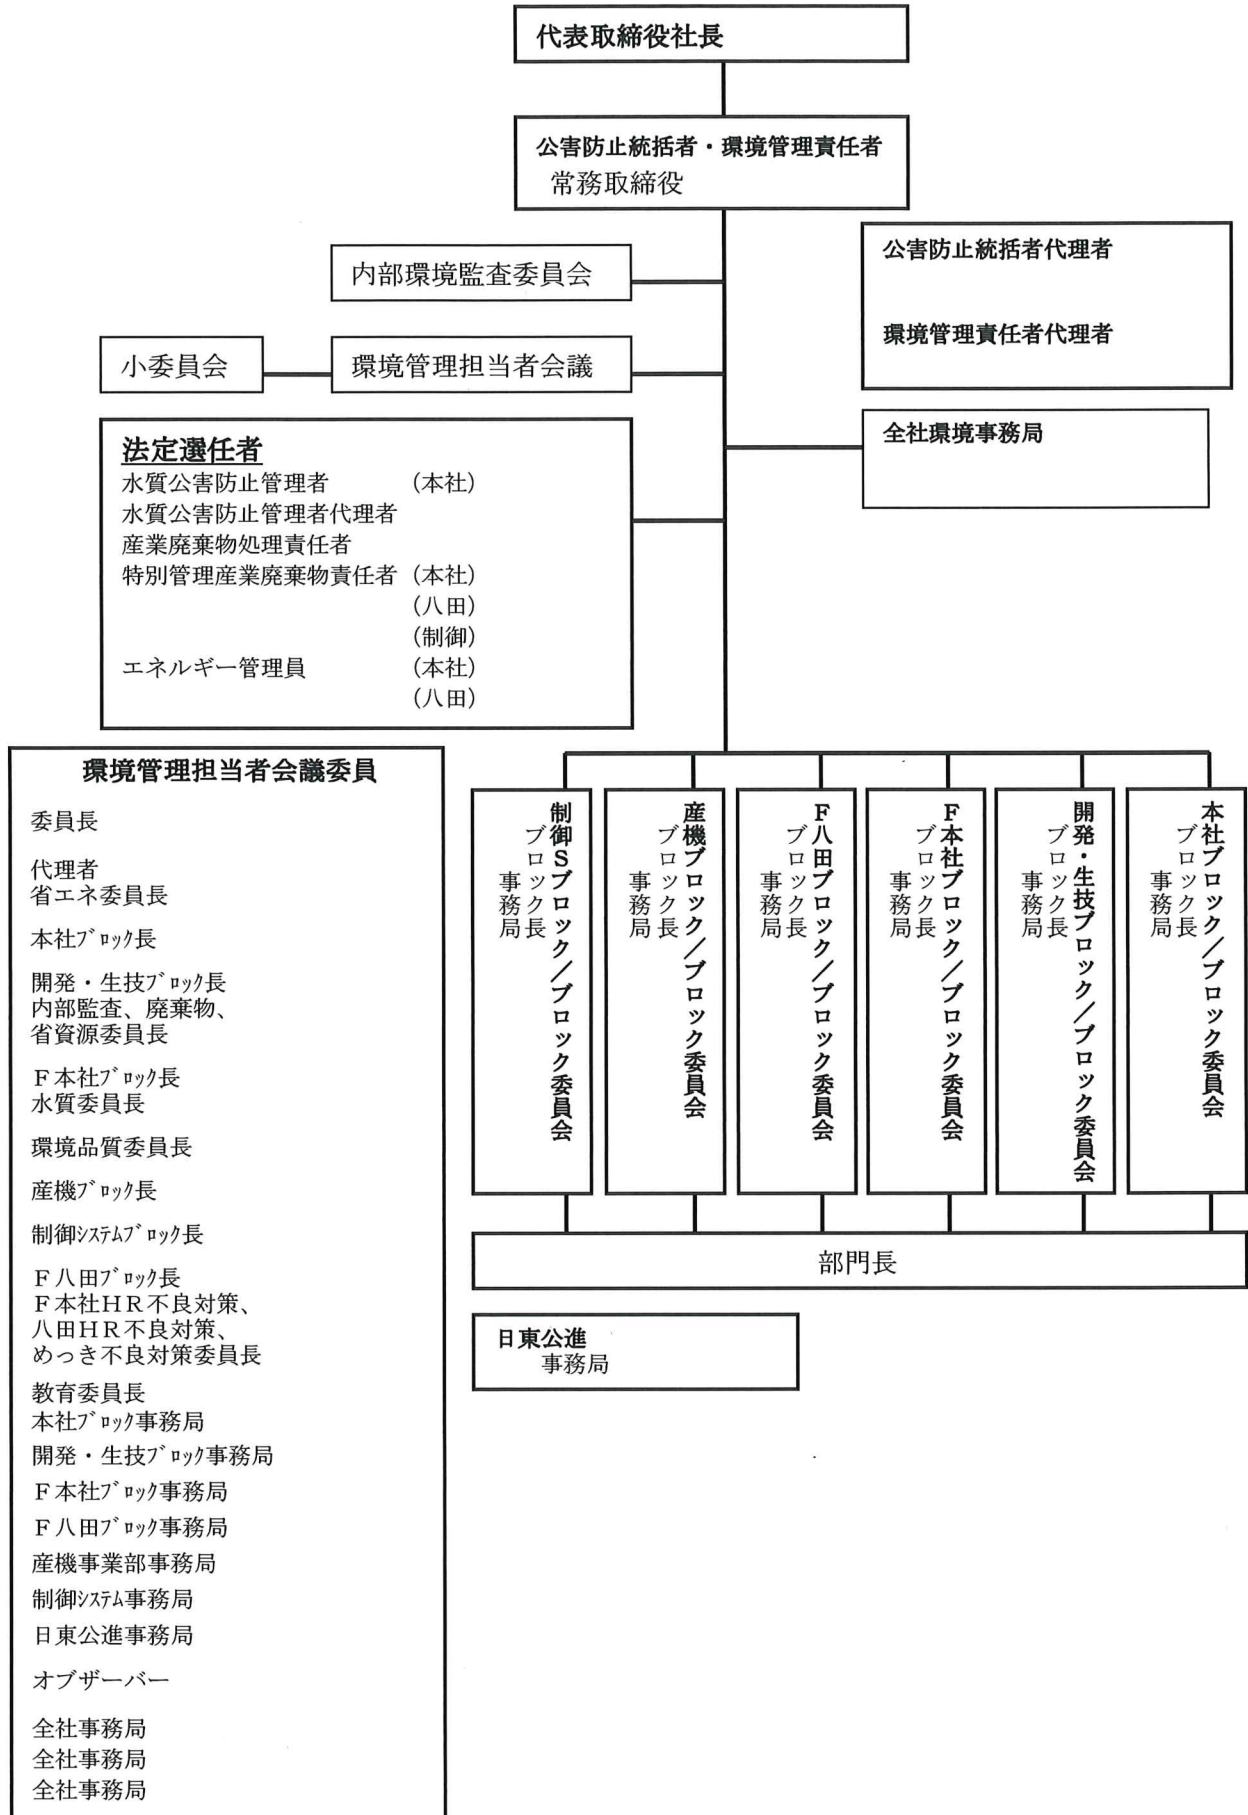 代表取締役社長
公害防止統括者・環境管理責任者
常務取締役
公害防止統括者代理者
環境管理責任者代理者
内部環境監査委員会
小委員会
環境管理担当者会議
全社環境事務局
法定選任者
水質公害防止管理者 (本社)
水質公害防止管理者代理者
産業廃棄物処理責任者
特別管理産業廃棄物責任者 (本社)
(八田)
(制御)
エネルギー管理員 (本社)
(八田)
環境管理担当者会議委員
委員長
代理者
省エネ委員長
本社ブロック長
開発・生技ブロック長
内部監査、廃棄物、
省資源委員長
F本社ブロック長
水質委員長
環境品質委員長
産機ブロック長
制御システムブロック長
F八田ブロック長
F本社HR不良対策、
八田HR不良対策、
めっき不良対策委員長
教育委員長
本社ブロック事務局
開発・生技ブロック事務局
F本社ブロック事務局
F八田ブロック事務局
産機事業部事務局
制御システム事務局
日東公進事務局
オブザーバー
全社事務局
全社事務局
全社事務局
制御Sブロック/ブロック委員会
ブロック長
事務局
産機ブロック/ブロック委員会
ブロック長
事務局
F八田ブロック/ブロック委員会
ブロック長
事務局
F本社ブロック/ブロック委員会
ブロック長
事務局
開発・生技ブロック/ブロック委員会
ブロック長
事務局
本社ブロック/ブロック委員会
ブロック長
事務局
部門長
日東公進
事務局